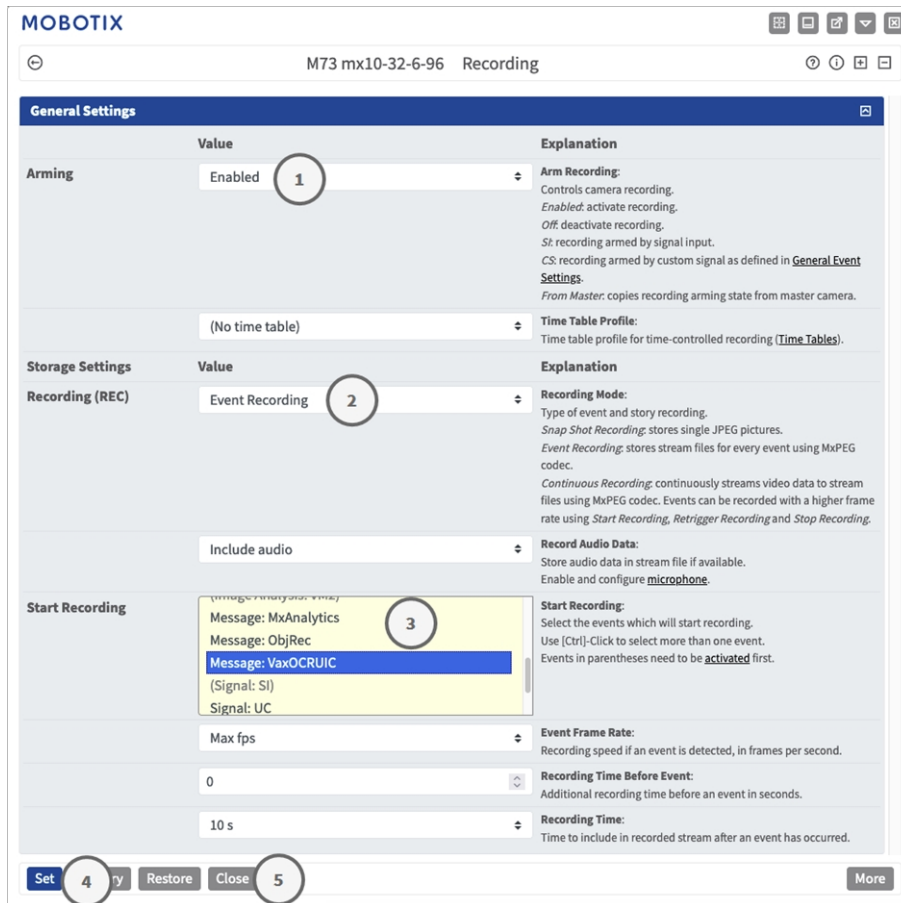 MOBOTIX
M73 mx10-32-6-96 Recording
General Settings
Value Explanation
Arming Enabled 1 Arm Recording:
Controls camera recording.
Enabled: activate recording.
Off: deactivate recording.
SI: recording armed by signal input.
CS: recording armed by custom signal as defined in General Event
Settings.
From Master: copies recording arming state from master camera.
(No time table) Time Table Profile:
Time table profile for time-controlled recording (Time Tables).
Storage Settings Value Explanation
Recording (REC) Event Recording 2 Recording Mode:
Type of event and story recording.
Snap Shot Recording: stores single JPEG pictures.
Event Recording: stores stream files for every event using MxPEG
codec.
Continuous Recording: continuously streams video data to stream
files using MxPEG codec. Events can be recorded with a higher frame
rate using Start Recording, Retrigger Recording and Stop Recording.
Include audio Record Audio Data:
Store audio data in stream file if available.
Enable and configure microphone.
Start Recording (Image Analysis: VM2) 3 Start Recording:
Message: MxAnalytics Select the events which will start recording.
Message: ObjRec Use [Ctrl]-Click to select more than one event.
Message: VaxOCRUIC Events in parentheses need to be activated first.
(Signal: SI)
Signal: UC
Max fps Event Frame Rate:
Recording speed if an event is detected, in frames per second.
0 Recording Time Before Event:
Additional recording time before an event in seconds.
10 s Recording Time:
Time to include in recorded stream after an event has occurred.
Set 4 ry Restore Close 5 More